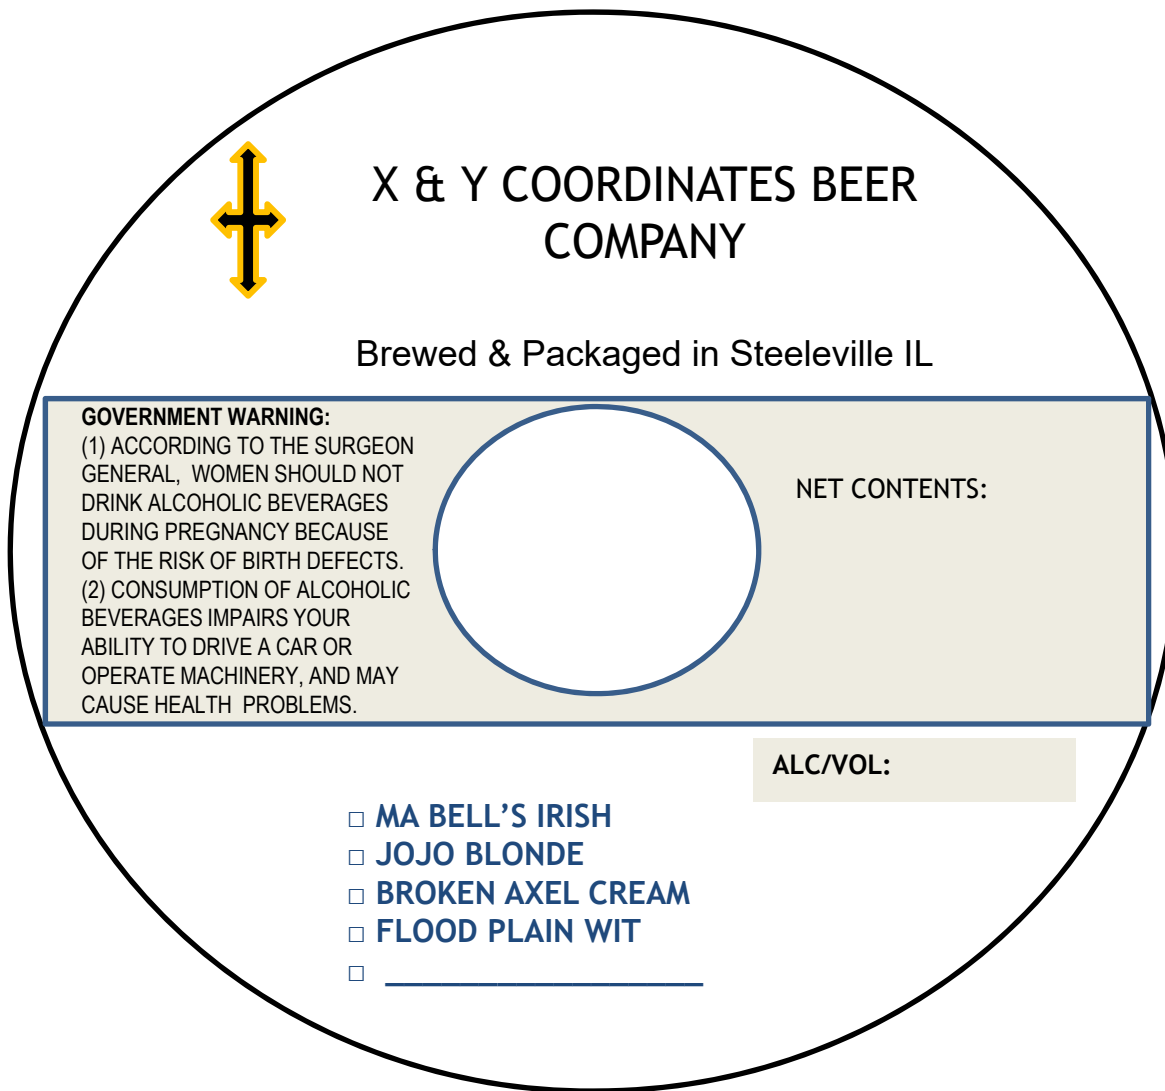 X & Y COORDINATES BEER
COMPANY
Brewed & Packaged in Steeleville IL
GOVERNMENT WARNING:
(1) ACCORDING TO THE SURGEON
GENERAL,  WOMEN SHOULD NOT
DRINK ALCOHOLIC BEVERAGES
DURING PREGNANCY BECAUSE
OF THE RISK OF BIRTH DEFECTS.
(2) CONSUMPTION OF ALCOHOLIC
BEVERAGES IMPAIRS YOUR
ABILITY TO DRIVE A CAR OR
OPERATE MACHINERY, AND MAY
CAUSE HEALTH  PROBLEMS.
NET CONTENTS:
ALC/VOL:
□ MA BELL’S IRISH
□ JOJO BLONDE
□ BROKEN AXEL CREAM
□ FLOOD PLAIN WIT
□ ___________________